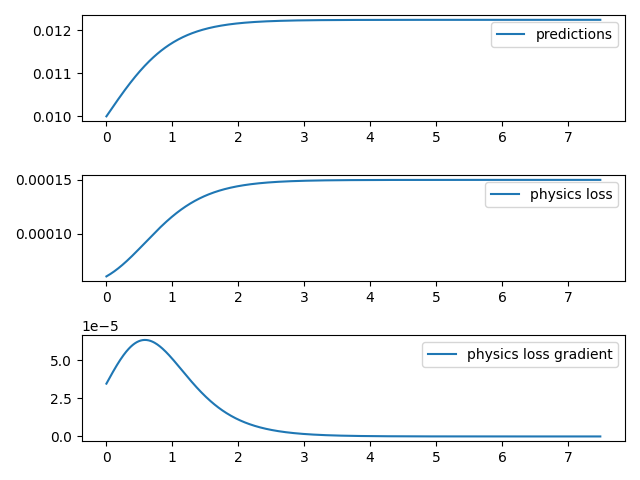 0.012
0.011
0.010
predictions
0 1 2 3 4 5 6 7
0.00015
0.00010
physics loss
0 1 2 3 4 5 6 7
1e−5
5.0
2.5
0.0
physics loss gradient
0 1 2 3 4 5 6 7